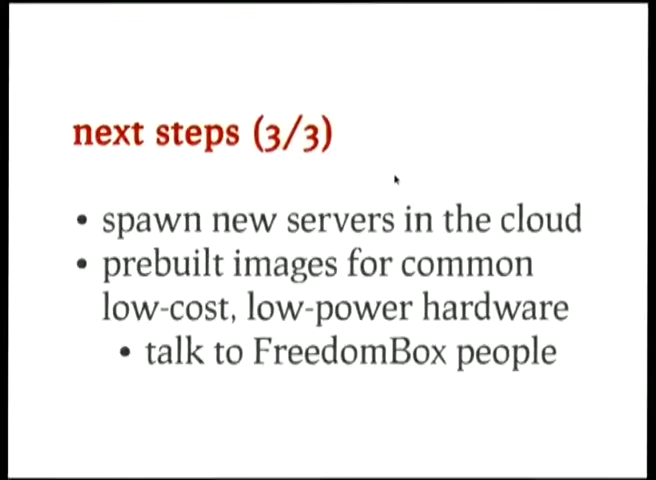 next steps (3/3)
• spawn new servers in the cloud
• prebuilt images for common
low-cost, low-power hardware
• talk to FreedomBox people